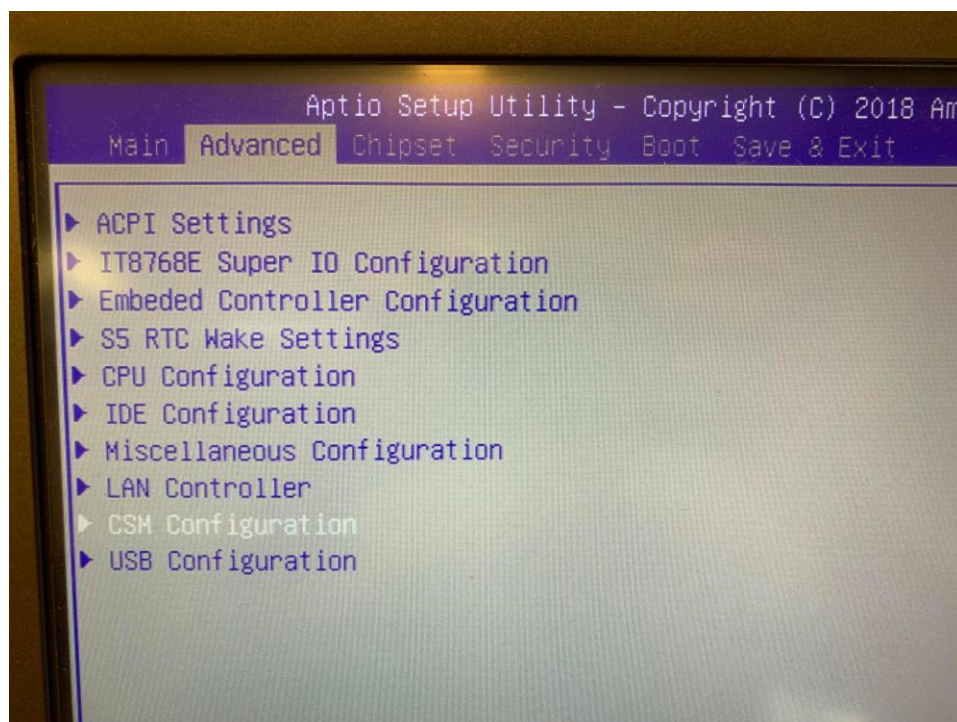 Aptio Setup Utility - Copyright (C) 2018 Am
Main Advanced Chipset Security Boot Save & Exit
ACPI Settings
IT8768E Super IO Configuration
Embeded Controller Configuration
S5 RTC Wake Settings
CPU Configuration
IDE Configuration
Miscellaneous Configuration
LAN Controller
CSM Configuration
USB Configuration